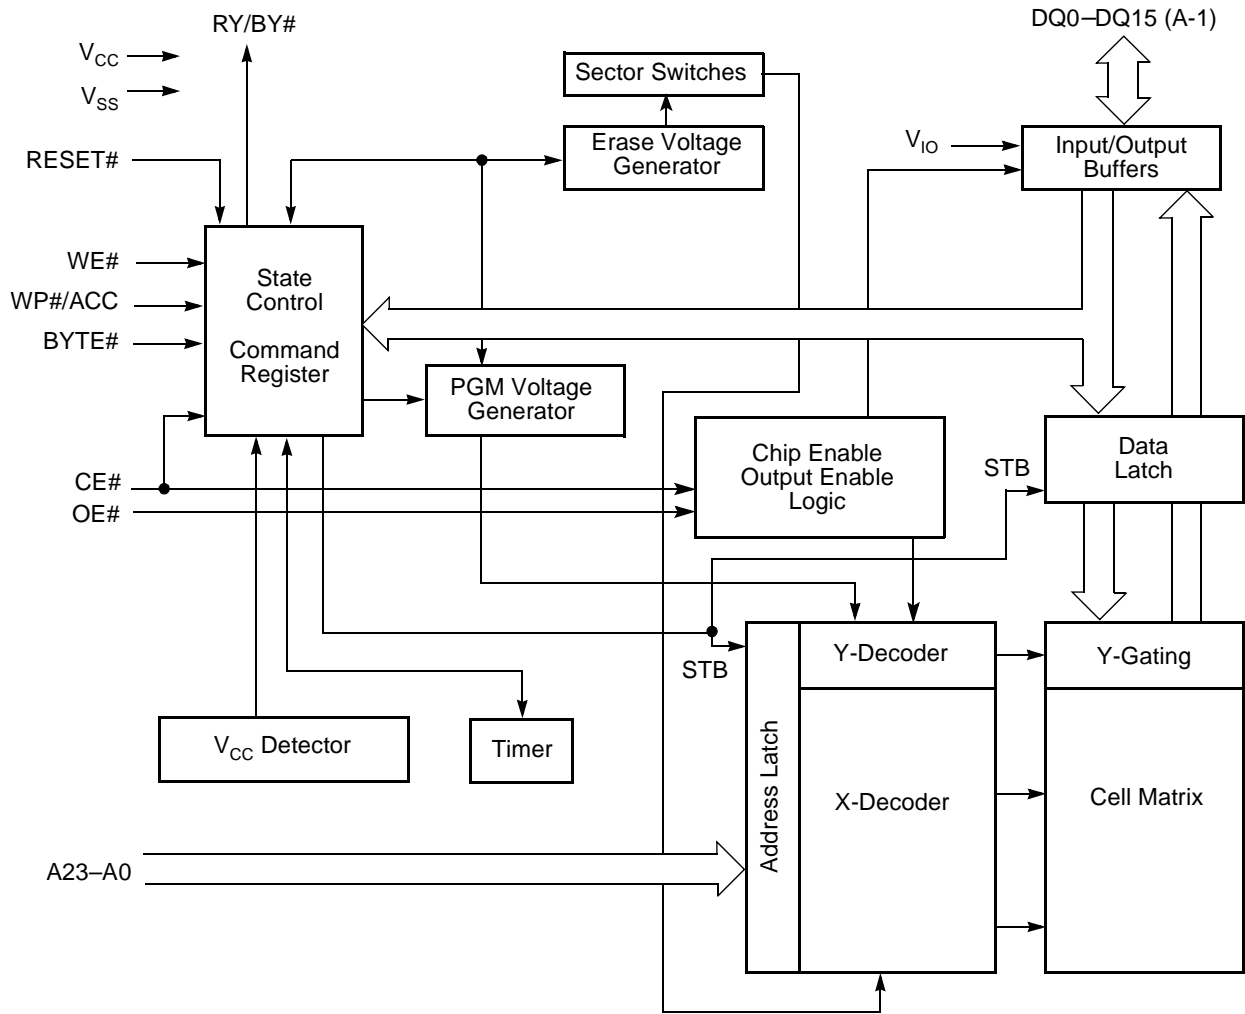 RY/BY#
DQ0–DQ15 (A-1)
VCC
VSS
Sector Switches
RESET#
Erase Voltage
Generator
VIO
Input/Output
Buffers
WE#
WP#/ACC
BYTE#
State
Control
Command
Register
PGM Voltage
Generator
CE#
OE#
Chip Enable
Output Enable
Logic
STB
Data
Latch
STB
Y-Decoder
Y-Gating
VCC Detector
Timer
Address Latch
X-Decoder
Cell Matrix
A23–A0